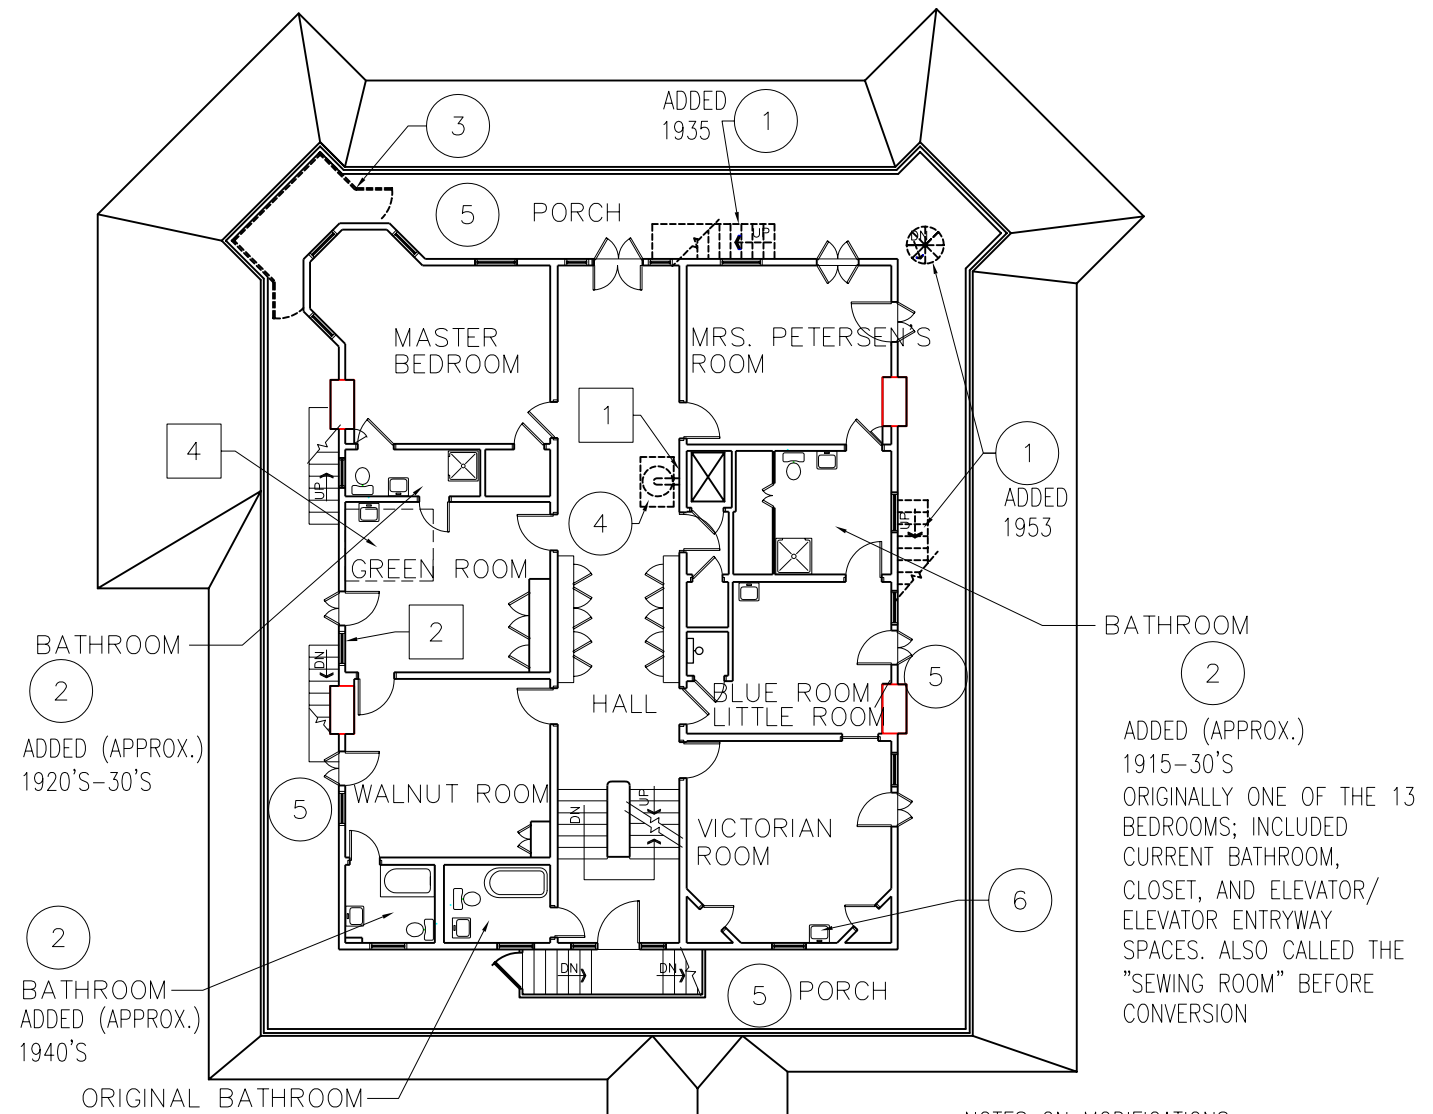 ADDED
1935
1
3
5
PORCH
UP
DN
MASTER
BEDROOM
MRS. PETERSEN'S
ROOM
1
4
UP
4
1
ADDED
1953
UP
GREEN ROOM
BATHROOM
2
ADDED (APPROX.)
1920'S-30'S
2
DN
HALL
BLUE ROOM
LITTLE ROOM
5
BATHROOM
2
ADDED (APPROX.)
1915-30'S
ORIGINALLY ONE OF THE 13
BEDROOMS; INCLUDED
CURRENT BATHROOM,
CLOSET, AND ELEVATOR/
ELEVATOR ENTRYWAY
SPACES. ALSO CALLED THE
"SEWING ROOM" BEFORE
CONVERSION
5
WALNUT ROOM
DN
UP
VICTORIAN
ROOM
6
2
BATHROOM
ADDED (APPROX.)
1940'S
DN
DN
5
PORCH
ORIGINAL BATHROOM
NOTES ON MODIFICATIONS